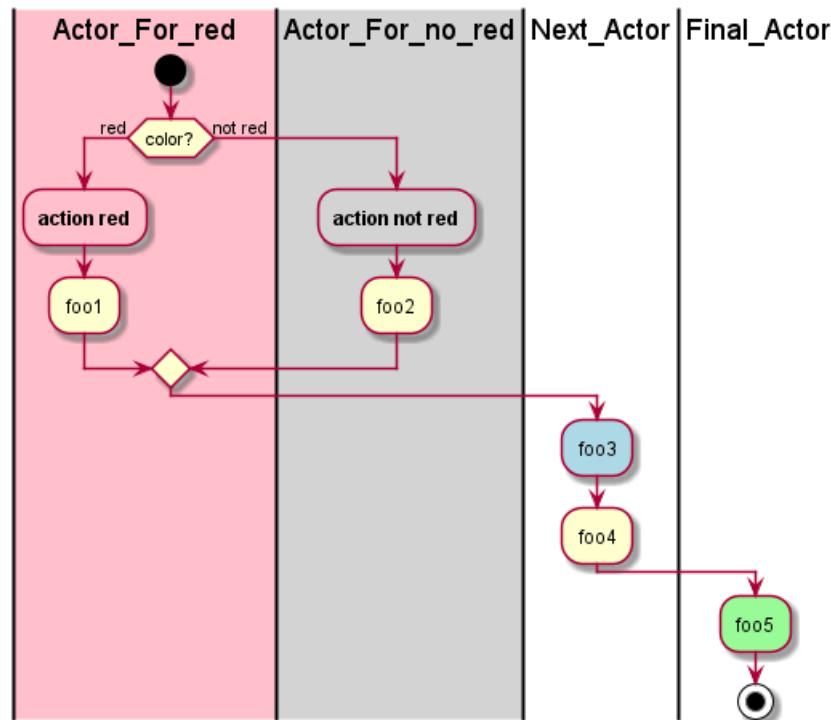 Actor_For_red Actor_For_no_red Next_Actor Final_Actor
red color? not red
action red action not red
foo1 foo2
foo3
foo4
foo5